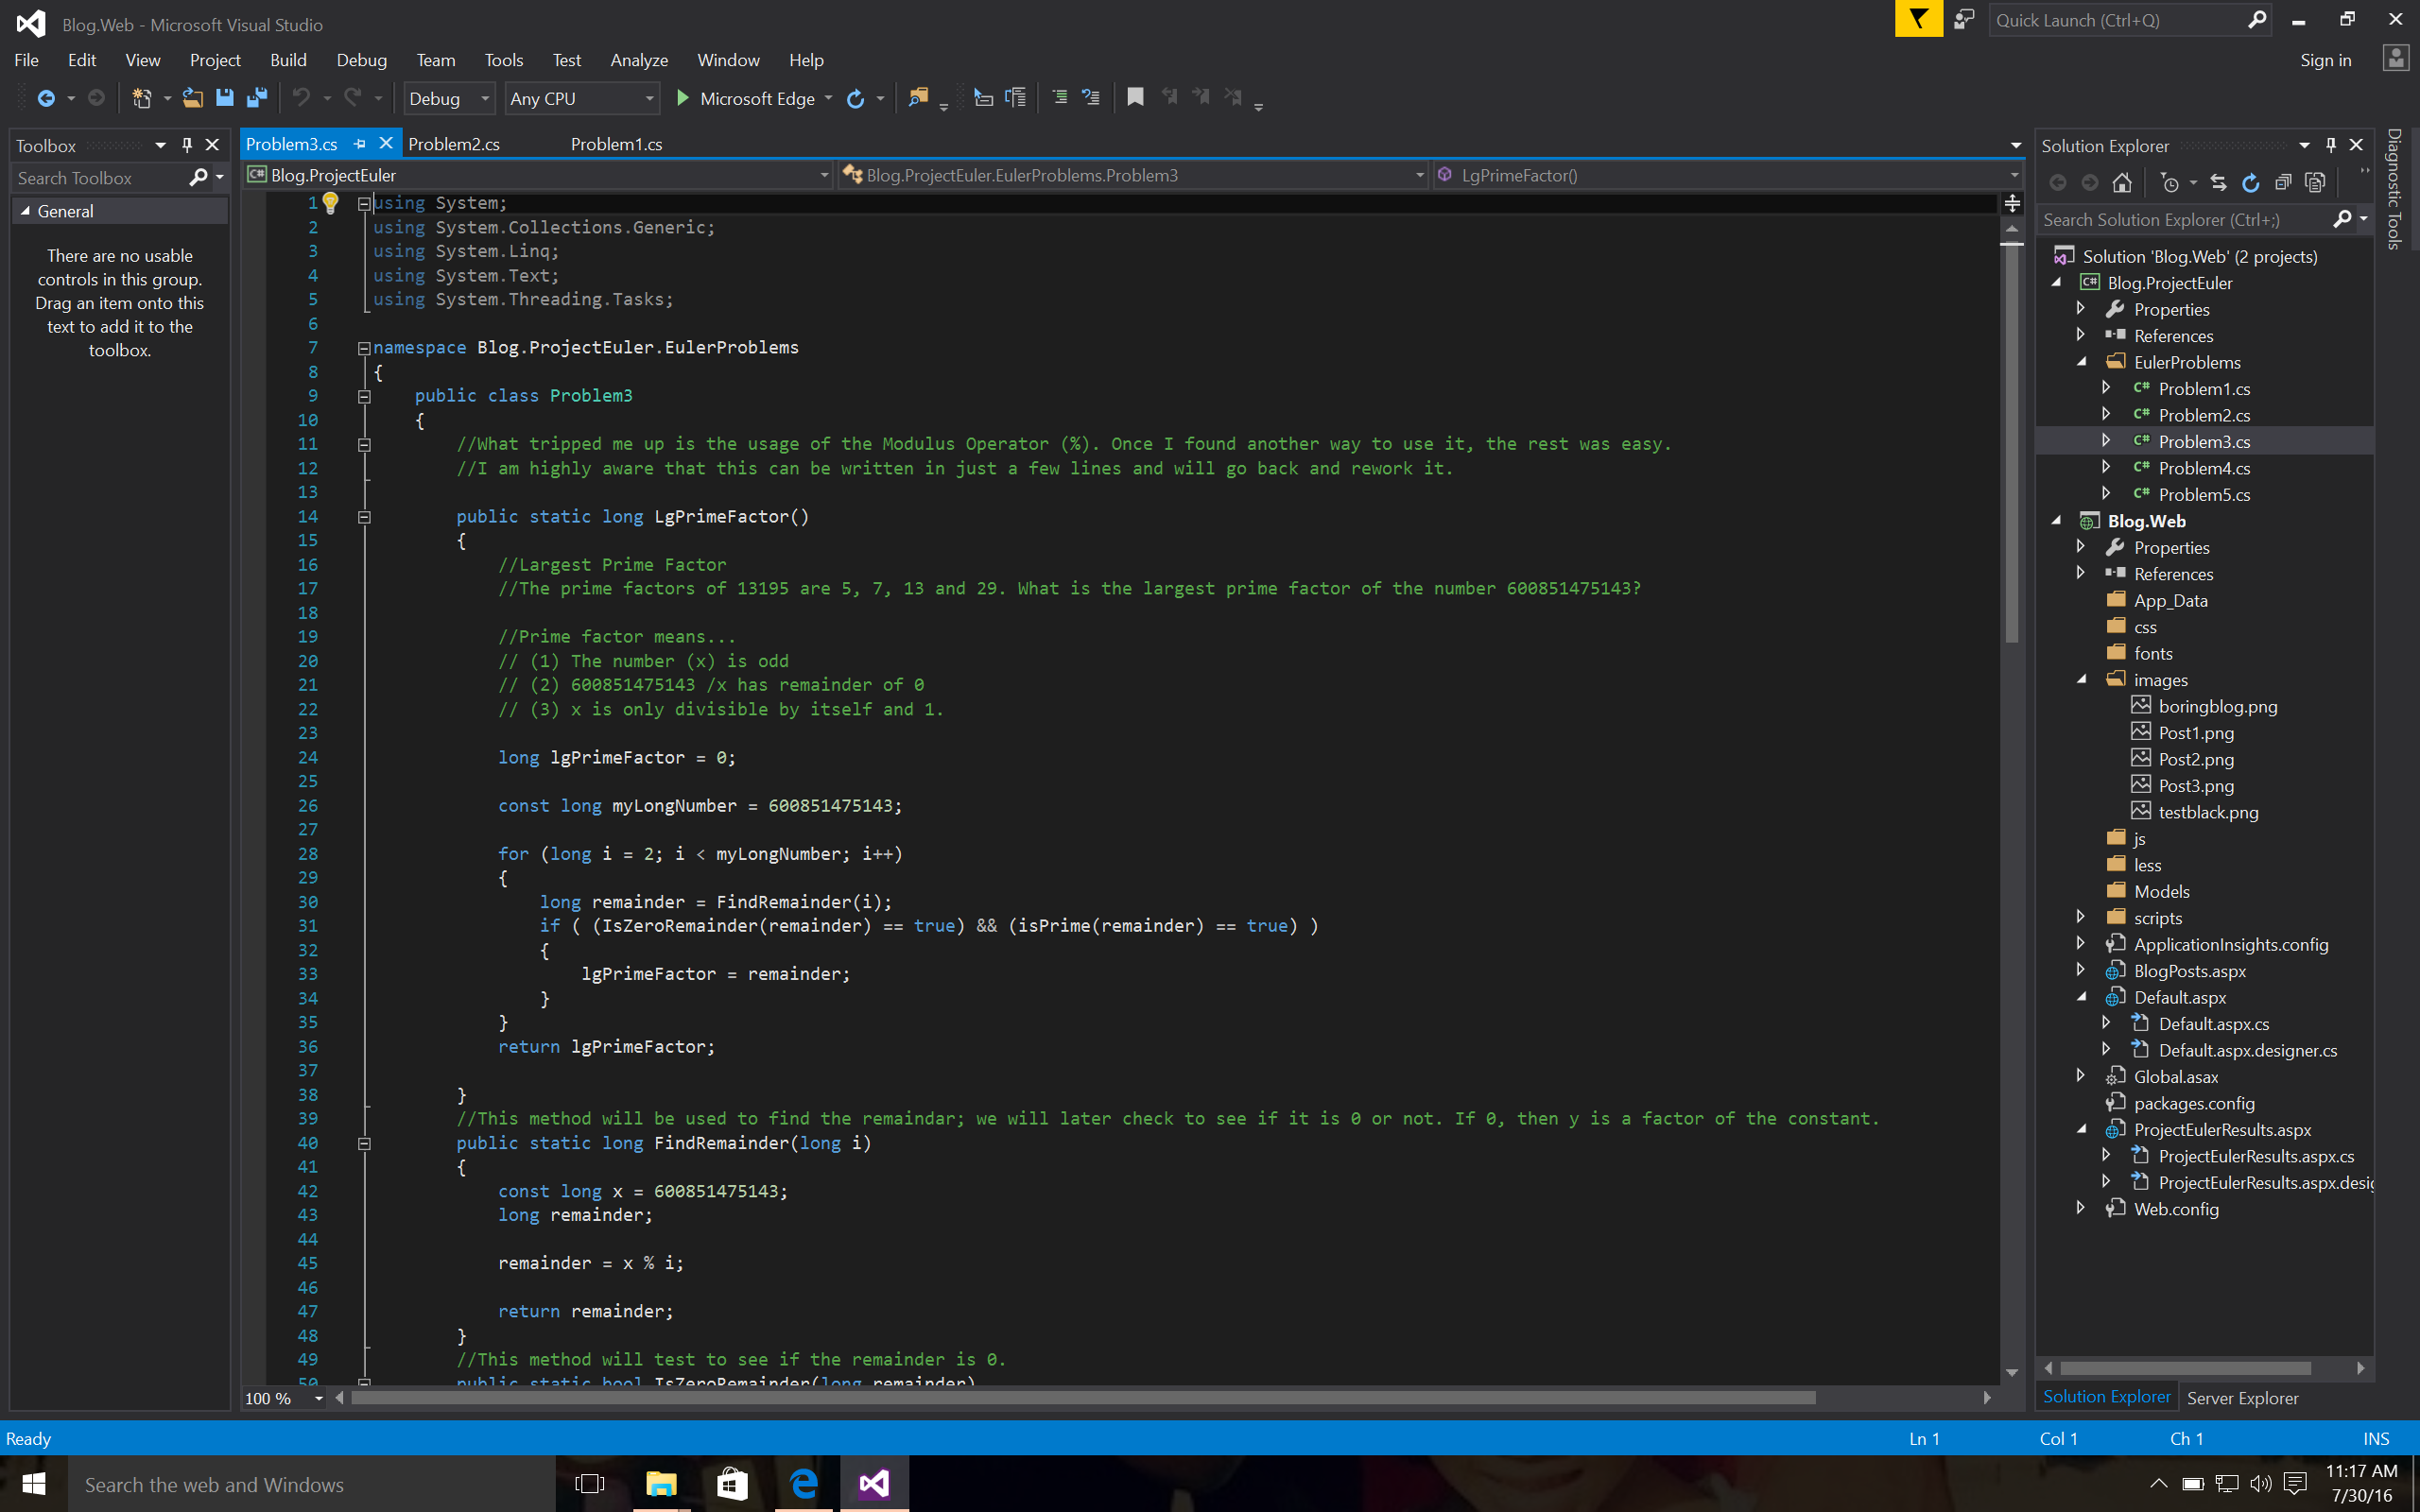 Blog.Web - Microsoft Visual Studio
Quick Launch (Ctrl+Q)
File Edit View Project Build Debug Team Tools Test Analyze Window Help
Sign in
Debug Any CPU Microsoft Edge
Toolbox
Search Toolbox
General
There are no usable
controls in this group.
Drag an item onto this
text to add it to the
toolbox.
Problem3.cs Problem2.cs Problem1.cs
Blog.ProjectEuler Blog.ProjectEuler.EulerProblems.Problem3 LgPrimeFactor()
1 using System;
2 using System.Collections.Generic;
3 using System.Linq;
4 using System.Text;
5 using System.Threading.Tasks;
6
7 namespace Blog.ProjectEuler.EulerProblems
8 {
9 public class Problem3
10 {
11 //What tripped me up is the usage of the Modulus Operator (%). Once I found another way to use it, the rest was easy.
12 //I am highly aware that this can be written in just a few lines and will go back and rework it.
13
14 public static long LgPrimeFactor()
15 {
16 //Largest Prime Factor
17 //The prime factors of 13195 are 5, 7, 13 and 29. What is the largest prime factor of the number 600851475143?
18
19 //Prime factor means...
20 // (1) The number (x) is odd
21 // (2) 600851475143 /x has remainder of 0
22 // (3) x is only divisible by itself and 1.
23
24 long lgPrimeFactor = 0;
25
26 const long myLongNumber = 600851475143;
27
28 for (long i = 2; i < myLongNumber; i++)
29 {
30 long remainder = FindRemainder(i);
31 if ( (IsZeroRemainder(remainder) == true) && (isPrime(remainder) == true) )
32 {
33 lgPrimeFactor = remainder;
34 }
35 }
36 return lgPrimeFactor;
37
38 }
39 //This method will be used to find the remaindar; we will later check to see if it is 0 or not. If 0, then y is a factor of the constant.
40 public static long FindRemainder(long i)
41 {
42 const long x = 600851475143;
43 long remainder;
44
45 remainder = x % i;
46
47 return remainder;
48 }
49 //This method will test to see if the remainder is 0.
50 public static bool IsZeroRemainder(long remainder)
100 %
Solution Explorer
Search Solution Explorer (Ctrl+;)
Solution 'Blog.Web' (2 projects)
C# Blog.ProjectEuler
Properties
References
EulerProblems
C# Problem1.cs
C# Problem2.cs
C# Problem3.cs
C# Problem4.cs
C# Problem5.cs
Blog.Web
Properties
References
App_Data
css
fonts
images
boringblog.png
Post1.png
Post2.png
Post3.png
testblack.png
js
less
Models
scripts
ApplicationInsights.config
BlogPosts.aspx
Default.aspx
Default.aspx.cs
Default.aspx.designer.cs
Global.asax
packages.config
ProjectEulerResults.aspx
ProjectEulerResults.aspx.cs
ProjectEulerResults.aspx.desig
Web.config
Solution Explorer Server Explorer
Diagnostic Tools
Ready Ln 1 Col 1 Ch 1 INS
Search the web and Windows
11:17 AM
7/30/16